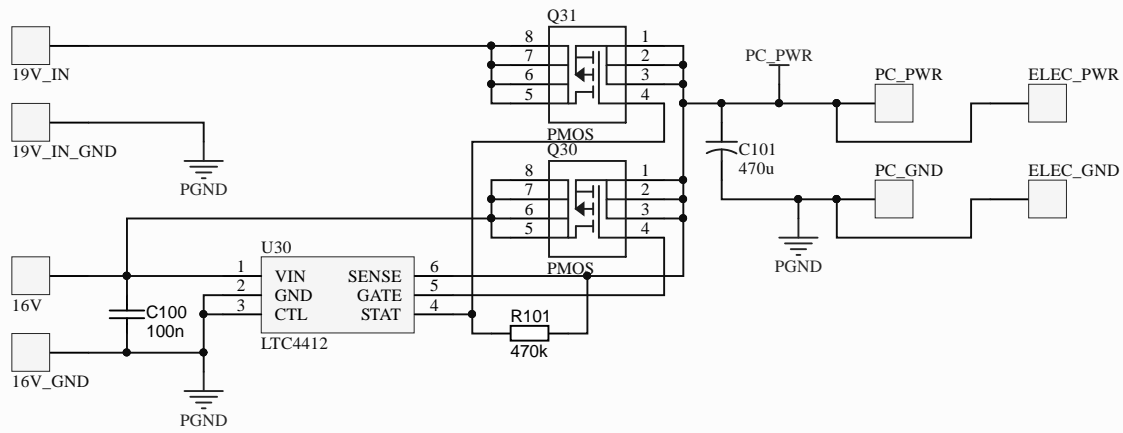 Q31
8 1
7 2
6 3
5 4
PMOS
19V_IN
19V_IN_GND
PGND
PC_PWR
PC_PWR
ELEC_PWR
C101
470u
PC_GND
ELEC_GND
PGND
Q30
8 1
7 2
6 3
5 4
PMOS
U30
1 VIN SENSE 6
2 GND GATE 5
3 CTL STAT 4
LTC4412
16V
C100
100n
R101
470k
16V_GND
PGND